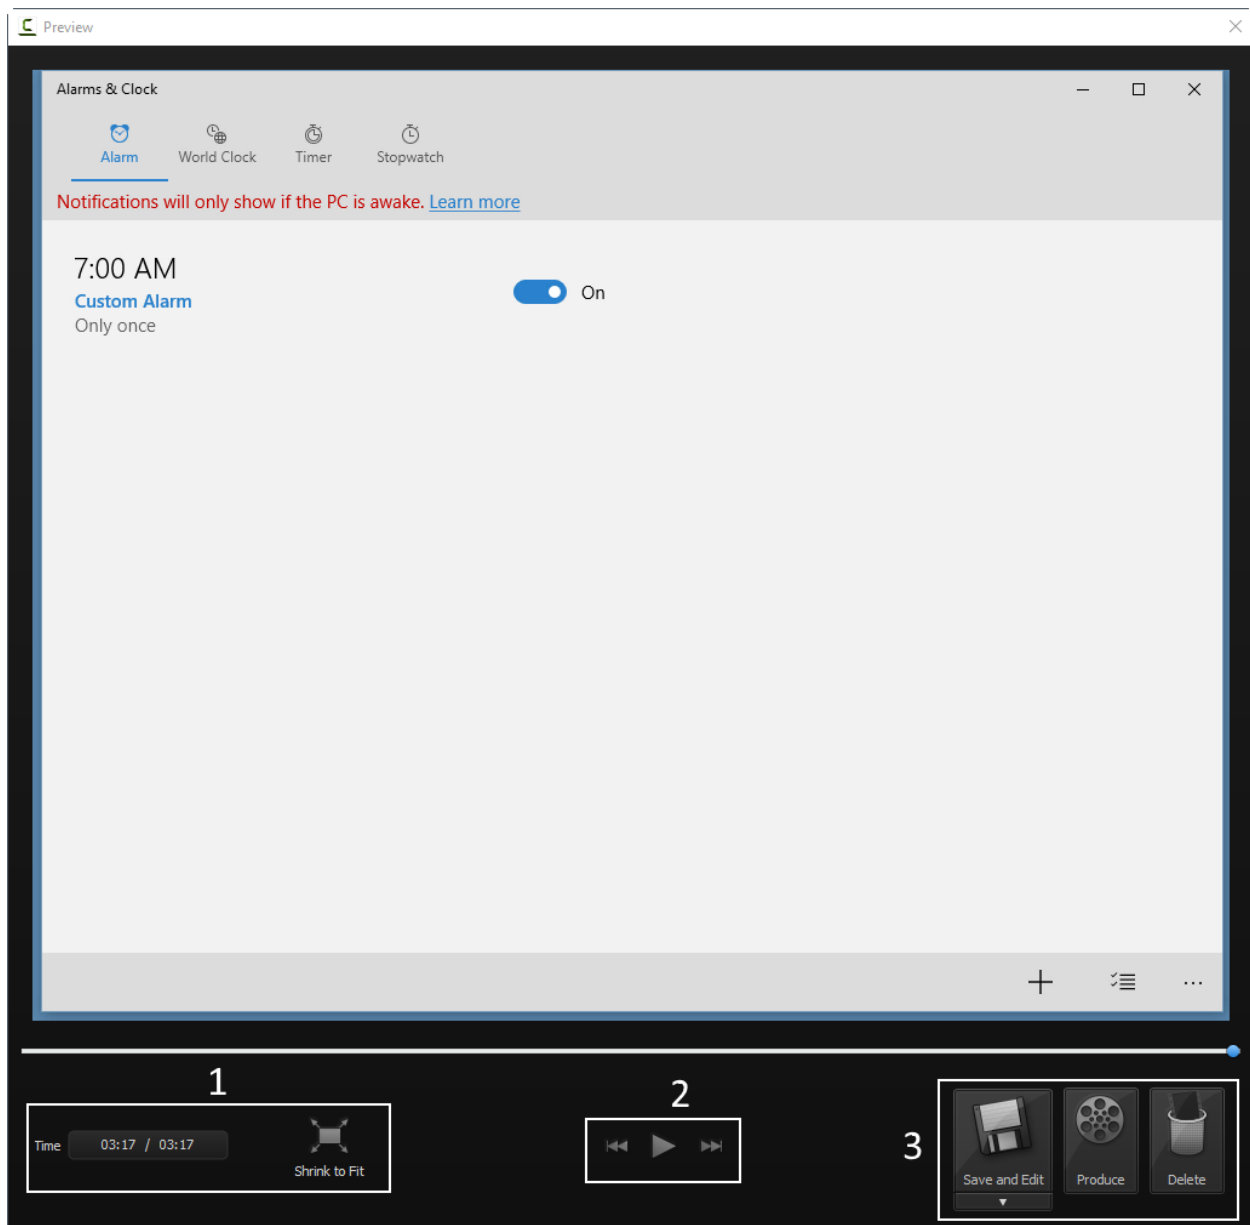 Preview
Alarms & Clock
Alarm World Clock Timer Stopwatch
Notifications will only show if the PC is awake. Learn more
7:00 AM
Custom Alarm
Only once
On
1
Time 03:17 / 03:17
Shrink to Fit
2
3
Save and Edit Produce Delete